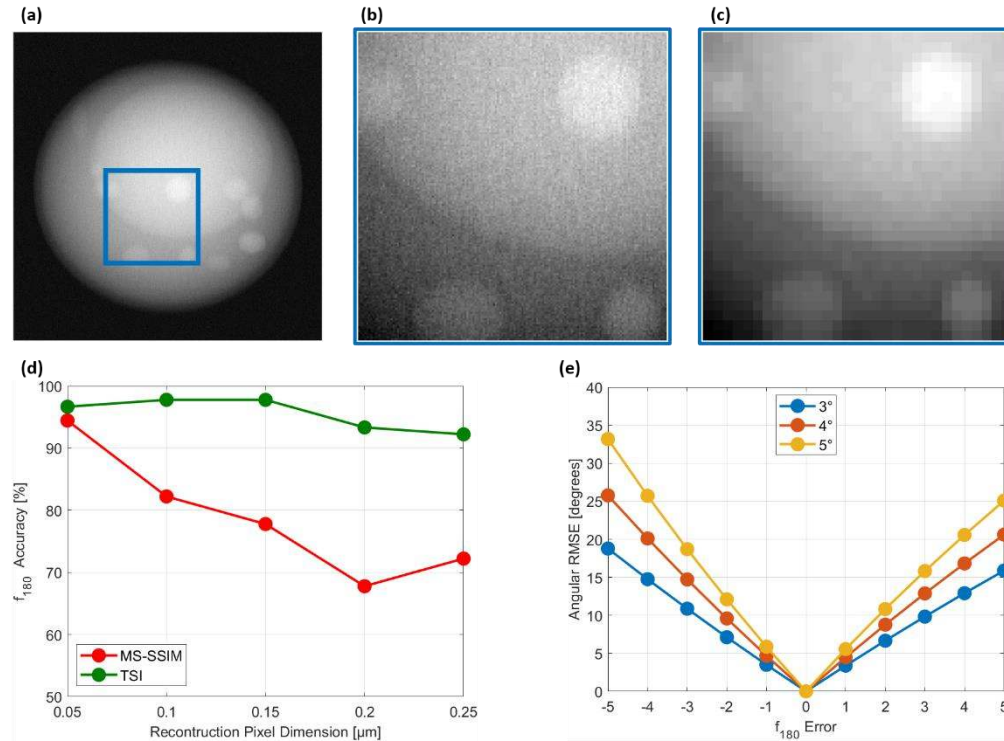 (a)
(b)
(c)
(d)
100
90
80
70
60
50
f180 Accuracy [%]
MS-SSIM
TSI
0.05 0.1 0.15 0.2 0.25
Recontruction Pixel Dimension [µm]
(e)
40
35
30
25
20
15
10
5
0
Angular RMSE [degrees]
3°
4°
5°
-5 -4 -3 -2 -1 0 1 2 3 4 5
f180 Error